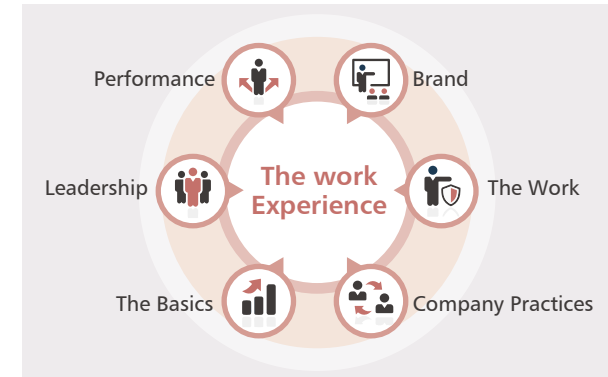 Performance
Brand
Leadership
The work
Experience
The Work
The Basics
Company Practices